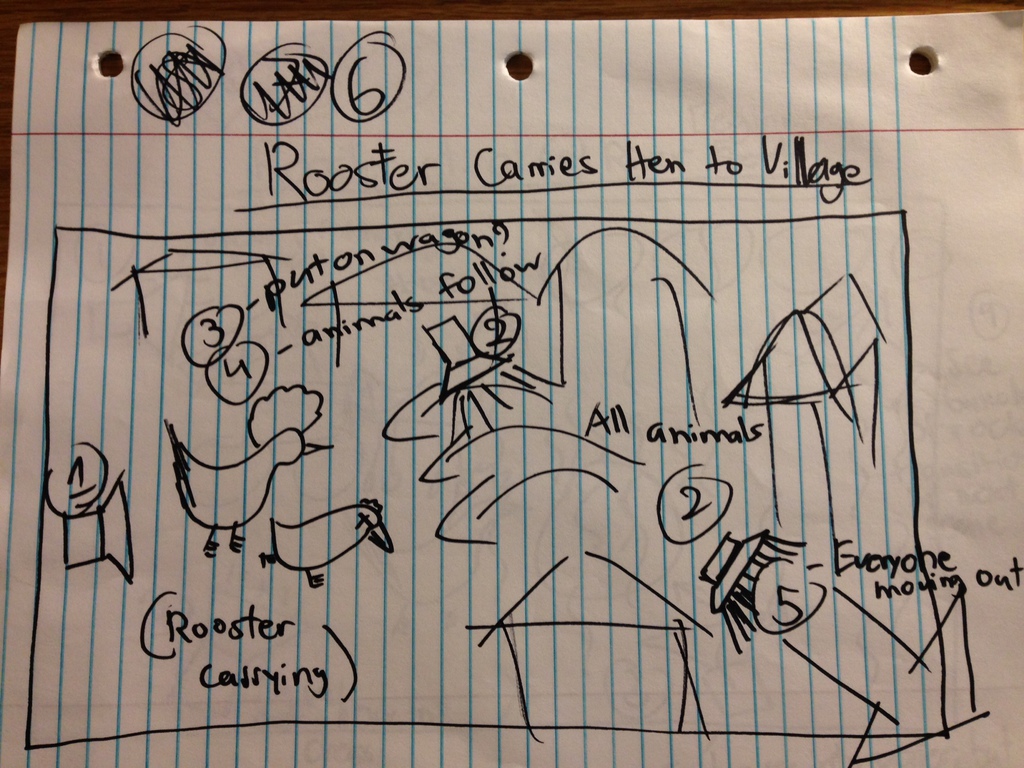 6
Rooster Carries Hen to Village
3 - put on wagon?
4 - animals follow
2
All animals
1
2
5 - Everyone
moving out
(Rooster
carrying)